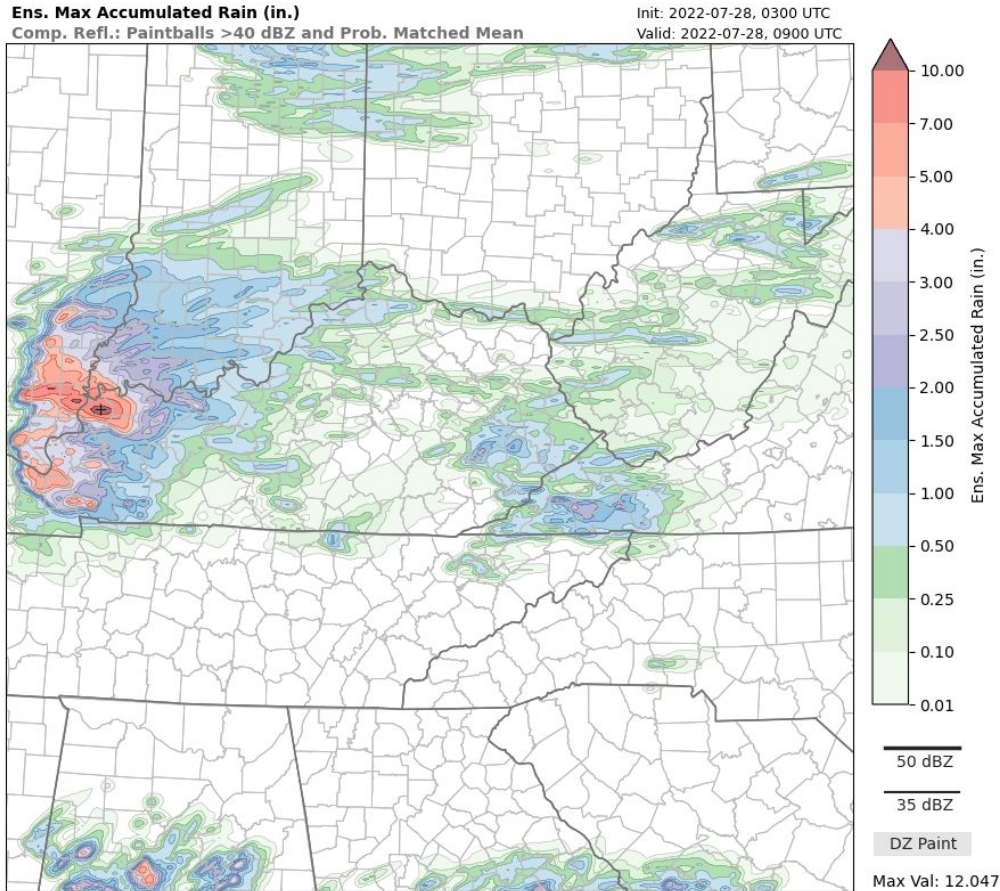 Ens. Max Accumulated Rain (in.)
Comp. Refl.: Paintballs >40 dBZ and Prob. Matched Mean
Init: 2022-07-28, 0300 UTC
Valid: 2022-07-28, 0900 UTC
10.00
7.00
5.00
4.00
3.00
2.50
2.00
1.50
1.00
0.50
0.25
0.10
0.01
Ens. Max Accumulated Rain (in.)
50 dBZ
35 dBZ
DZ Paint
Max Val: 12.047